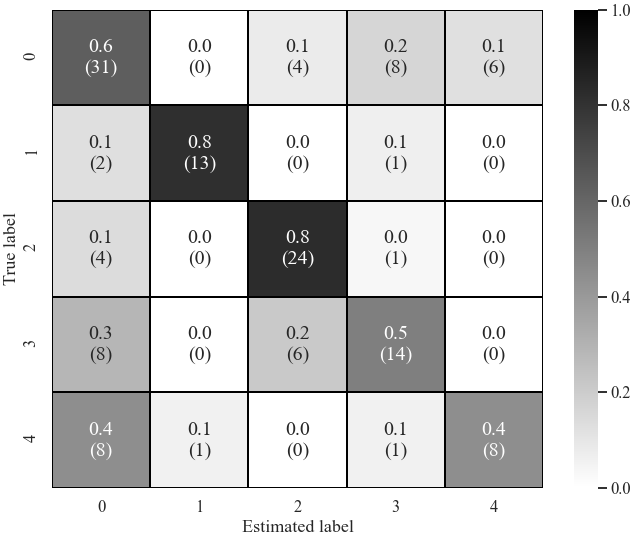 0.6 0.0 0.1 0.2 0.1
0 (31) (0) (4) (8) (6)
0.1 0.8 0.0 0.1 0.0
1 (2) (13) (0) (1) (0)
0.1 0.0 0.8 0.0 0.0
2 (4) (0) (24) (1) (0)
0.3 0.0 0.2 0.5 0.0
3 (8) (0) (6) (14) (0)
0.4 0.1 0.0 0.1 0.4
4 (8) (1) (0) (1) (8)
True label
0 1 2 3 4
Estimated label
1.0
0.8
0.6
0.4
0.2
0.0